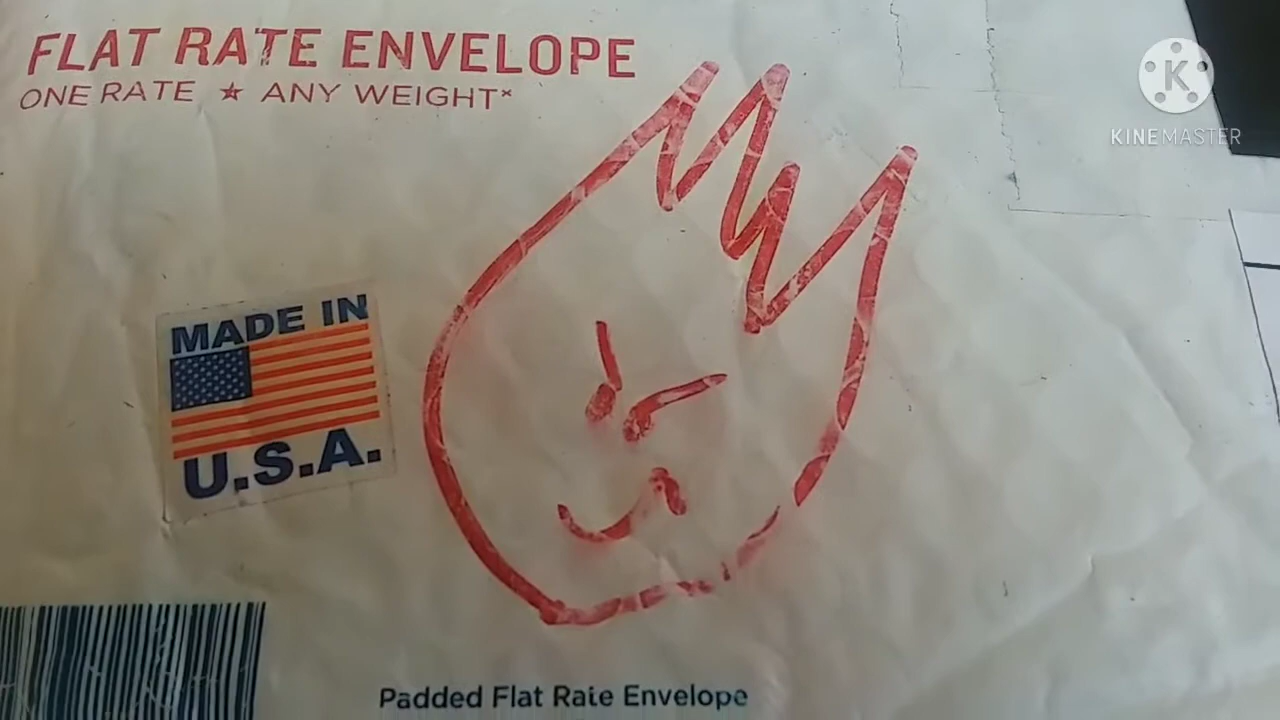 FLAT RATE ENVELOPE
ONE RATE ★ ANY WEIGHT*
K
KINEMASTER
MADE IN
U.S.A.
Padded Flat Rate Envelope